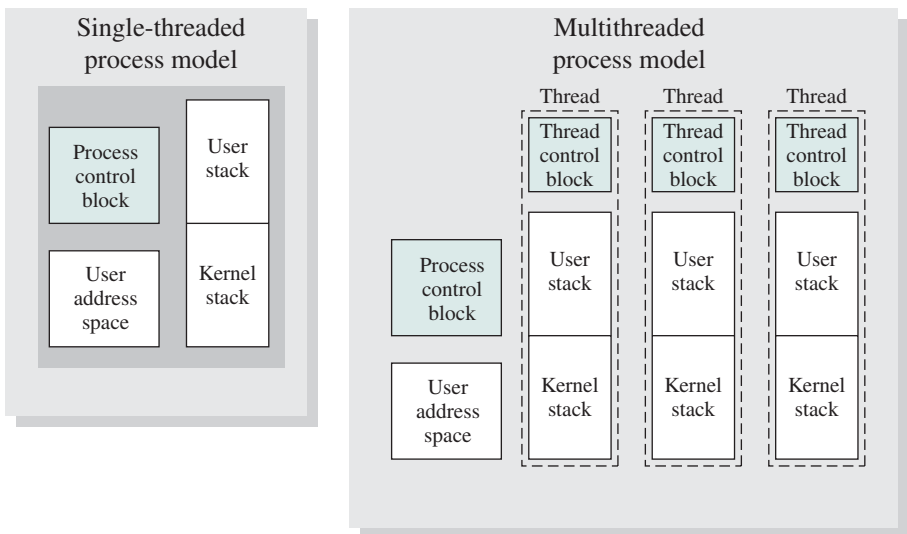 Single-threaded
process model
Process
control
block
User
stack
User
address
space
Kernel
stack
Multithreaded
process model
Process
control
block
User
address
space
Thread
Thread
control
block
User
stack
Kernel
stack
Thread
Thread
control
block
User
stack
Kernel
stack
Thread
Thread
control
block
User
stack
Kernel
stack